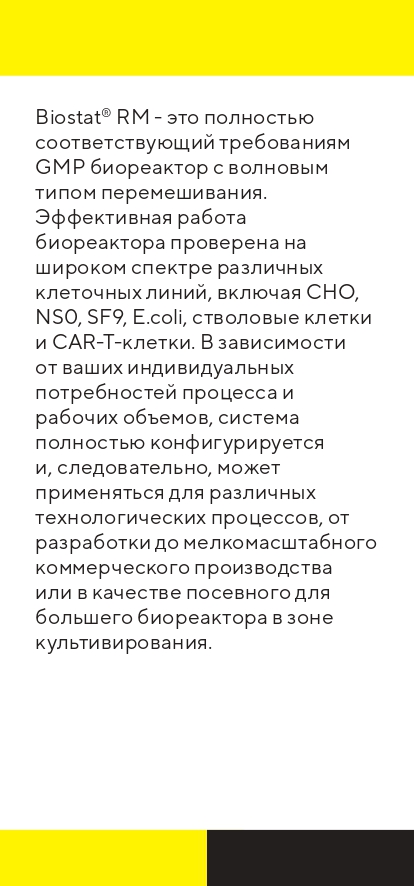 Biostat® RM - это полностью
соответствующий требованиям
GMP биореактор с волновым
типом перемешивания.
Эффективная работа
биореактора проверена на
широком спектре различных
клеточных линий, включая CHO,
NS0, SF9, E.coli, стволовые клетки
и CAR-T-клетки. В зависимости
от ваших индивидуальных
потребностей процесса и
рабочих объемов, система
полностью конфигурируется
и, следовательно, может
применяться для различных
технологических процессов, от
разработки до мелкомасштабного
коммерческого производства
или в качестве посевного для
большего биореактора в зоне
культивирования.